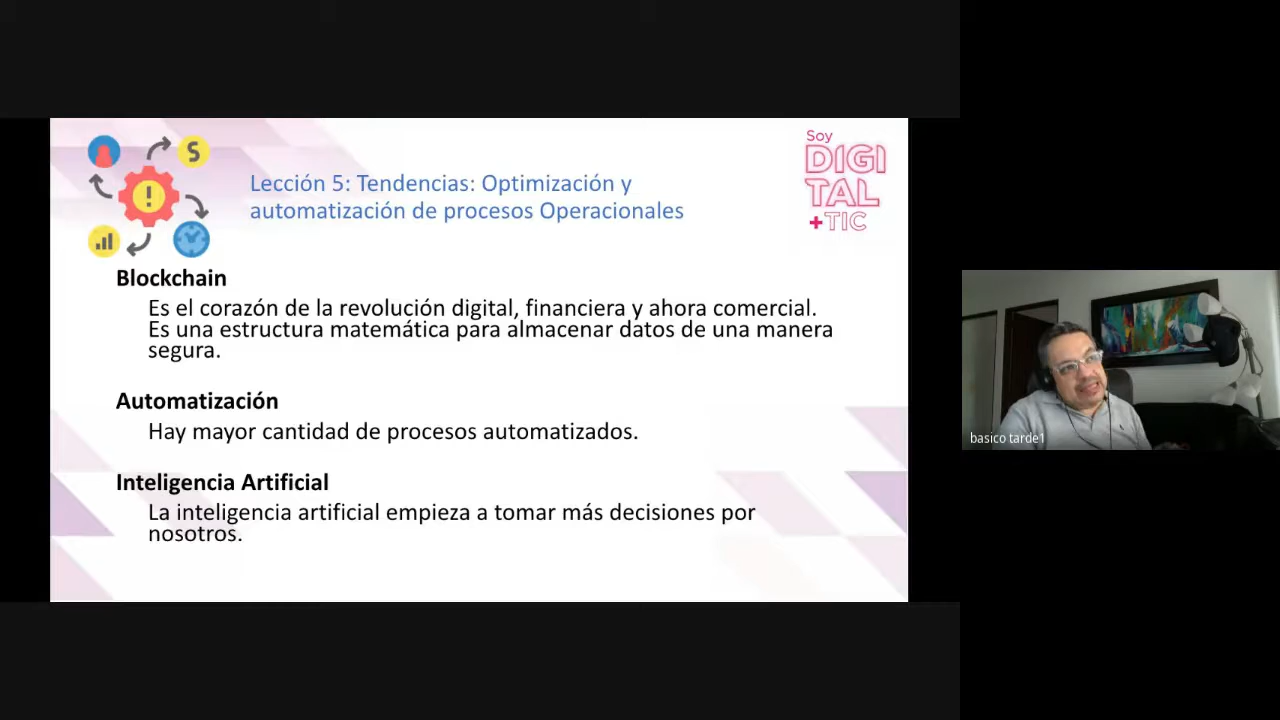 Soy
DIGI
TAL
+TIC
Lección 5: Tendencias: Optimización y
automatización de procesos Operacionales
Blockchain
Es el corazón de la revolución digital, financiera y ahora comercial.
Es una estructura matemática para almacenar datos de una manera
segura.
Automatización
Hay mayor cantidad de procesos automatizados.
Inteligencia Artificial
La inteligencia artificial empieza a tomar más decisiones por
nosotros.
basico tarde1